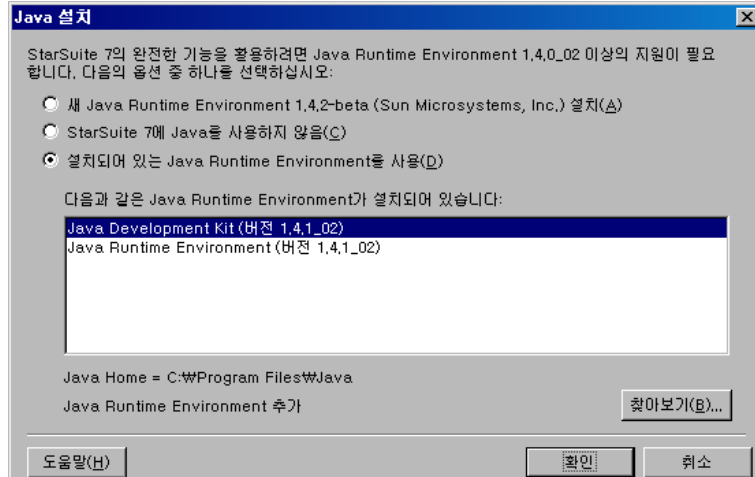 Java 설치
StarSuite 7의 완전한 기능을 활용하려면 Java Runtime Environment 1.4.0_02 이상의 지원이 필요
합니다. 다음의 옵션 중 하나를 선택하십시오:
새 Java Runtime Environment 1.4.2-beta (Sun Microsystems, Inc.) 설치(A)
StarSuite 7에 Java를 사용하지 않음(C)
설치되어 있는 Java Runtime Environment를 사용(D)
다음과 같은 Java Runtime Environment가 설치되어 있습니다:
Java Development Kit (버전 1.4.1_02)
Java Runtime Environment (버전 1.4.1_02)
Java Home = C:₩Program Files₩Java
Java Runtime Environment 추가
찾아보기(B)...
도움말(H)
확인
취소